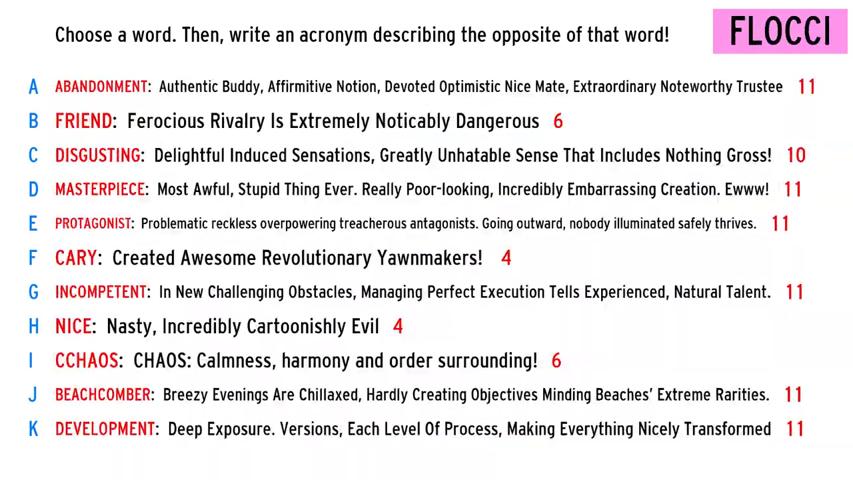 Choose a word. Then, write an acronym describing the opposite of that word!
FLOCCI
A ABANDONMENT: Authentic Buddy, Affirmitive Notion, Devoted Optimistic Nice Mate, Extraordinary Noteworthy Trustee 11
B FRIEND: Ferocious Rivalry Is Extremely Noticably Dangerous 6
C DISGUSTING: Delightful Induced Sensations, Greatly Unhatable Sense That Includes Nothing Gross! 10
D MASTERPIECE: Most Awful, Stupid Thing Ever. Really Poor-looking, Incredibly Embarrassing Creation. Ewww! 11
E PROTAGONIST: Problematic reckless overpowering treacherous antagonists. Going outward, nobody illuminated safely thrives. 11
F CARY: Created Awesome Revolutionary Yawnmakers! 4
G INCOMPETENT: In New Challenging Obstacles, Managing Perfect Execution Tells Experienced, Natural Talent. 11
H NICE: Nasty, Incredibly Cartoonishly Evil 4
I CCHAOS: CHAOS: Calmness, harmony and order surrounding! 6
J BEACHCOMBER: Breezy Evenings Are Chillaxed, Hardly Creating Objectives Minding Beaches' Extreme Rarities. 11
K DEVELOPMENT: Deep Exposure. Versions, Each Level Of Process, Making Everything Nicely Transformed 11